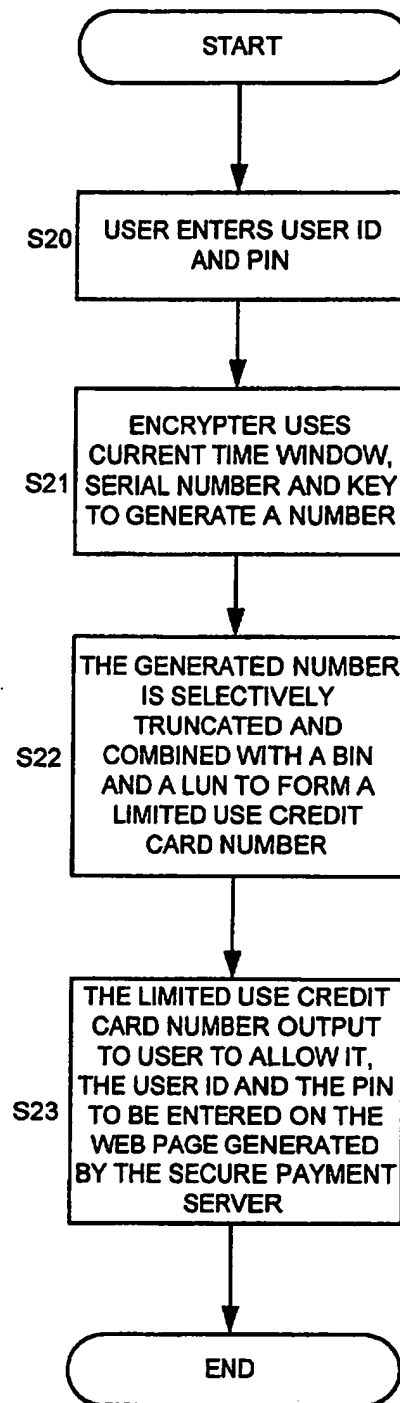 START
S20
USER ENTERS USER ID
AND PIN
S21
ENCRYPTER USES
CURRENT TIME WINDOW,
SERIAL NUMBER AND KEY
TO GENERATE A NUMBER
S22
THE GENERATED NUMBER
IS SELECTIVELY
TRUNCATED AND
COMBINED WITH A BIN
AND A LUN TO FORM A
LIMITED USE CREDIT
CARD NUMBER
S23
THE LIMITED USE CREDIT
CARD NUMBER OUTPUT
TO USER TO ALLOW IT,
THE USER ID AND THE PIN
TO BE ENTERED ON THE
WEB PAGE GENERATED
BY THE SECURE PAYMENT
SERVER
END